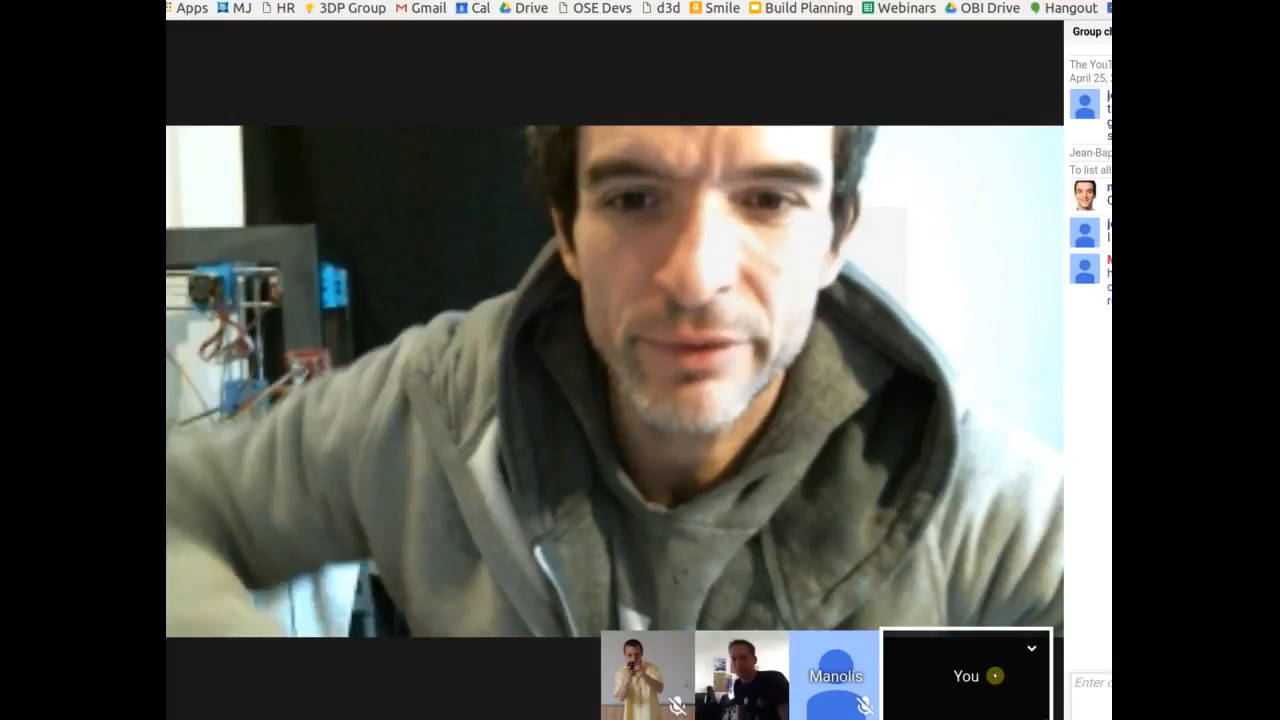 Apps MJ HR 3DP Group Gmail Cal Drive OSE Devs d3d Smile Build Planning Webinars OBI Drive Hangout
Group c
The You
April 25,
Jean-Bap
To list all
Manolis
You
Enter c